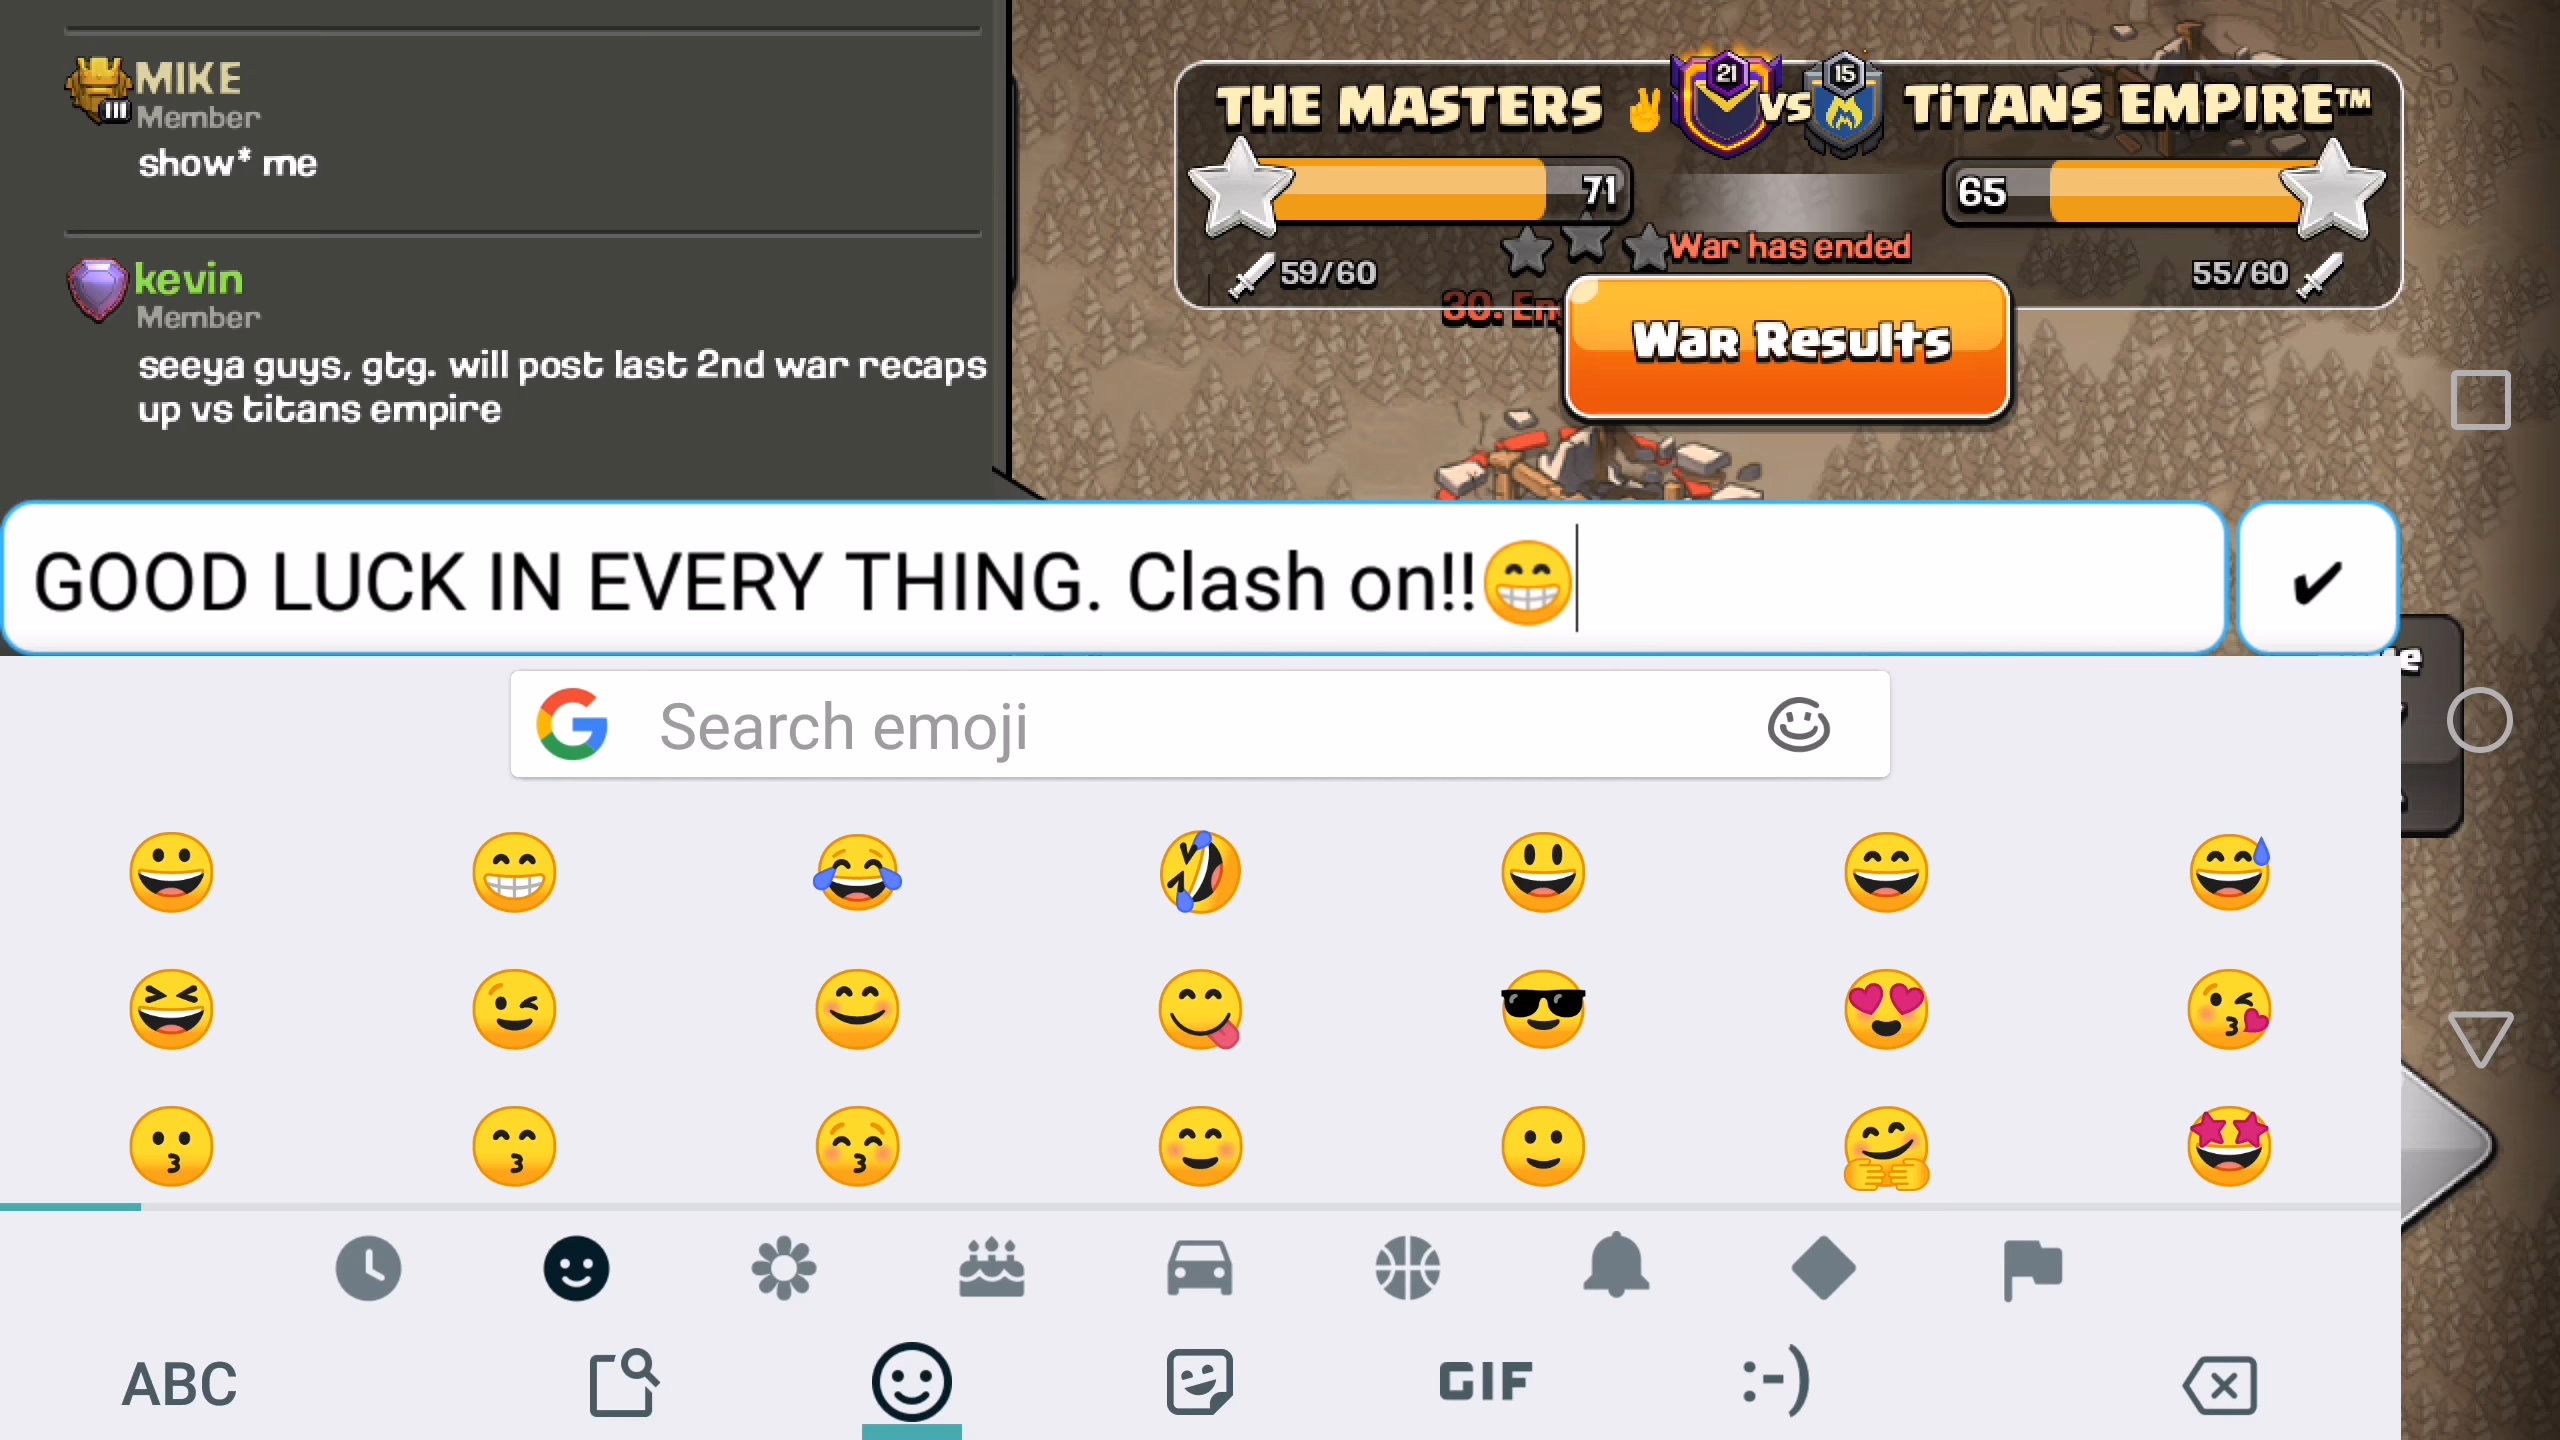 MIKE
Member
show* me
kevin
Member
seeya guys, gtg. will post last 2nd war recaps
up vs titans empire
THE MASTERS ✌ 21 vs 15 TiTANS EMPIRE™
71
65
War has ended
59/60
55/60
30. En
War Results
GOOD LUCK IN EVERY THING. Clash on!!😁
Search emoji
ABC
GIF
:-)